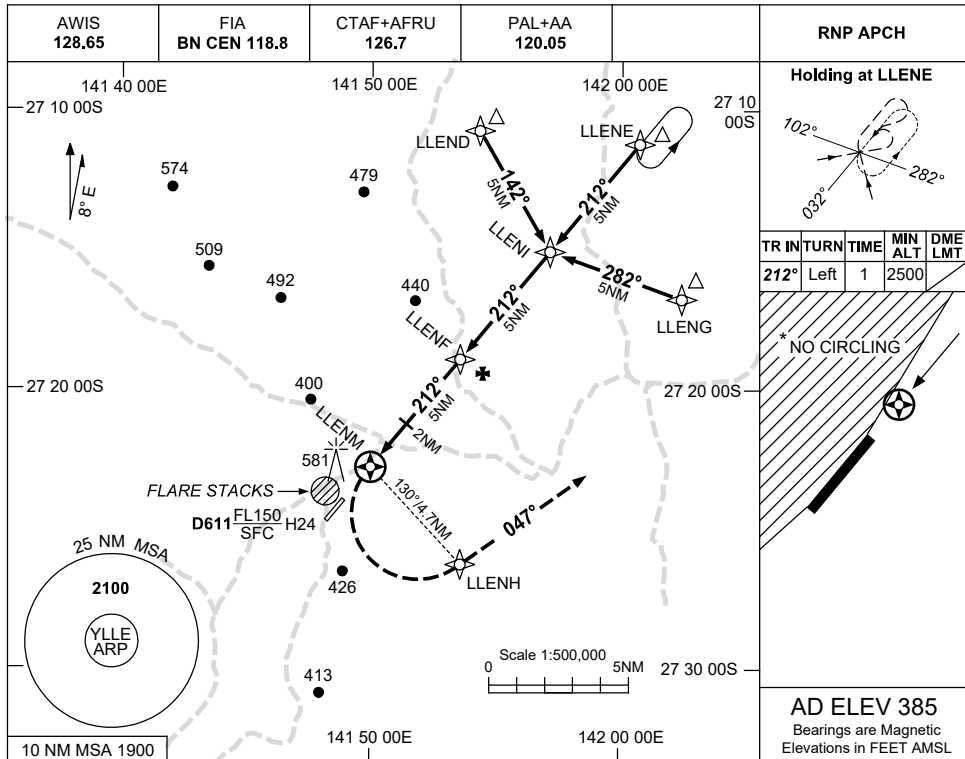 AWIS
128.65
FIA
BN CEN 118.8
CTAF+AFRU
126.7
PAL+AA
120.05
RNP APCH
141 40 00E
141 50 00E
142 00 00E
27 10 00S
27 10
00S
Holding at LLENE
102°
282°
032°
TR IN
TURN
TIME
MIN
ALT
DME
LMT
212°
Left
1
2500
8° E
574
479
509
492
440
LLEND
LLENE
142°
5NM
212°
5NM
LLENI
282°
5NM
LLENG
212°
5NM
LLENF
*NO CIRCLING
27 20 00S
27 20 00S
400
212°
5NM
2NM
LLENM
581
FLARE STACKS
D611 FL150 H24
SFC
130°/4.7NM
047°
LLENH
426
25 NM MSA
2100
YLLE
ARP
Scale 1:500,000
0
5NM
27 30 00S
413
141 50 00E
142 00 00E
10 NM MSA 1900
AD ELEV 385
Bearings are Magnetic
Elevations in FEET AMSL